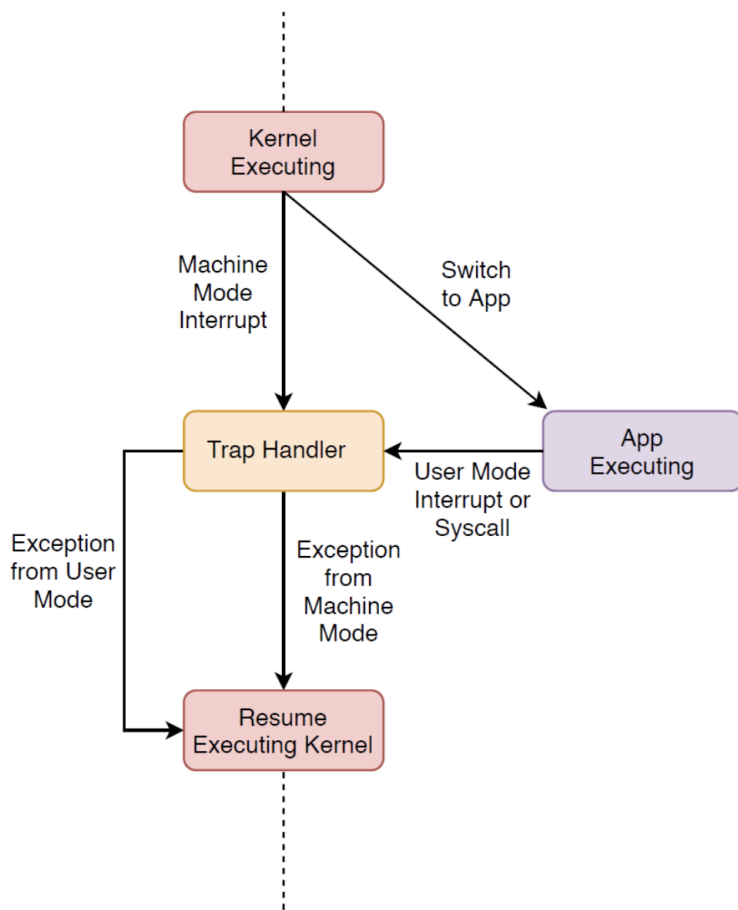 Kernel
Executing
Machine
Mode
Interrupt
Switch
to App
Trap Handler
App
Executing
User Mode
Interrupt or
Syscall
Exception
from User
Mode
Exception
from
Machine
Mode
Resume
Executing Kernel